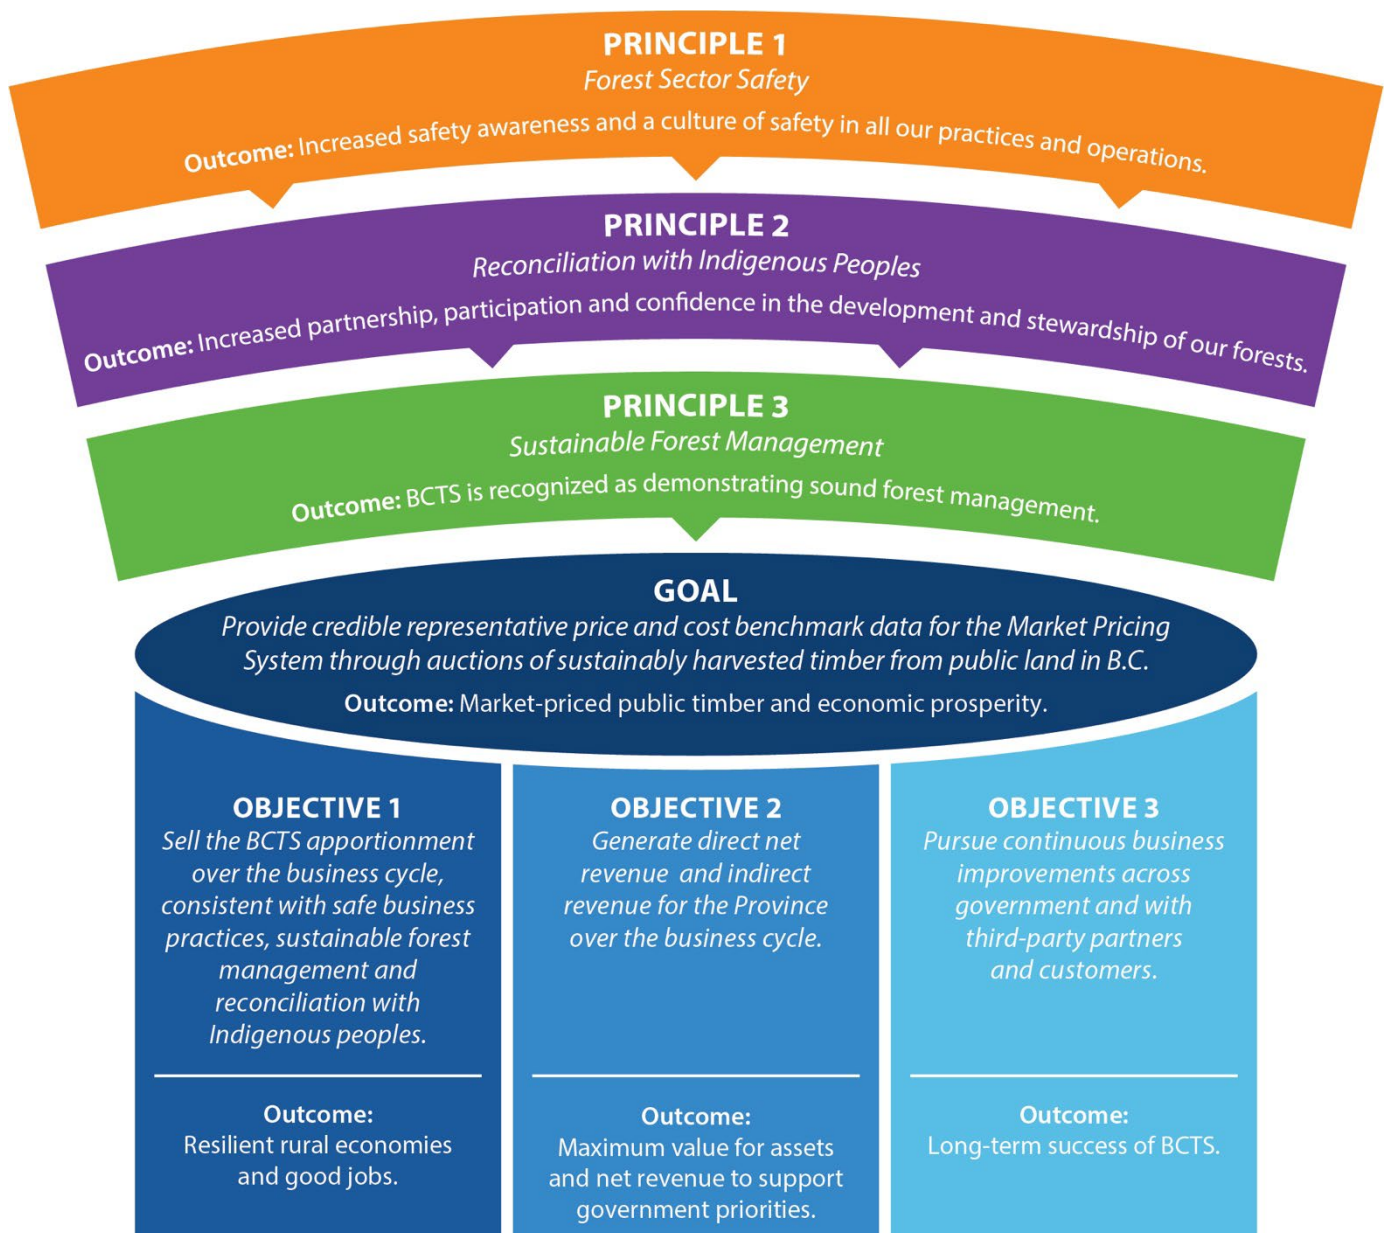 PRINCIPLE 1
Forest Sector Safety
Outcome: Increased safety awareness and a culture of safety in all our practices and operations.
PRINCIPLE 2
Reconciliation with Indigenous Peoples
Outcome: Increased partnership, participation and confidence in the development and stewardship of our forests.
PRINCIPLE 3
Sustainable Forest Management
Outcome: BCTS is recognized as demonstrating sound forest management.
GOAL
Provide credible representative price and cost benchmark data for the Market Pricing
System through auctions of sustainably harvested timber from public land in B.C.
Outcome: Market-priced public timber and economic prosperity.
OBJECTIVE 1
Sell the BCTS apportionment
over the business cycle,
consistent with safe business
practices, sustainable forest
management and
reconciliation with
Indigenous peoples.
Outcome:
Resilient rural economies
and good jobs.
OBJECTIVE 2
Generate direct net
revenue and indirect
revenue for the Province
over the business cycle.
Outcome:
Maximum value for assets
and net revenue to support
government priorities.
OBJECTIVE 3
Pursue continuous business
improvements across
government and with
third-party partners
and customers.
Outcome:
Long-term success of BCTS.